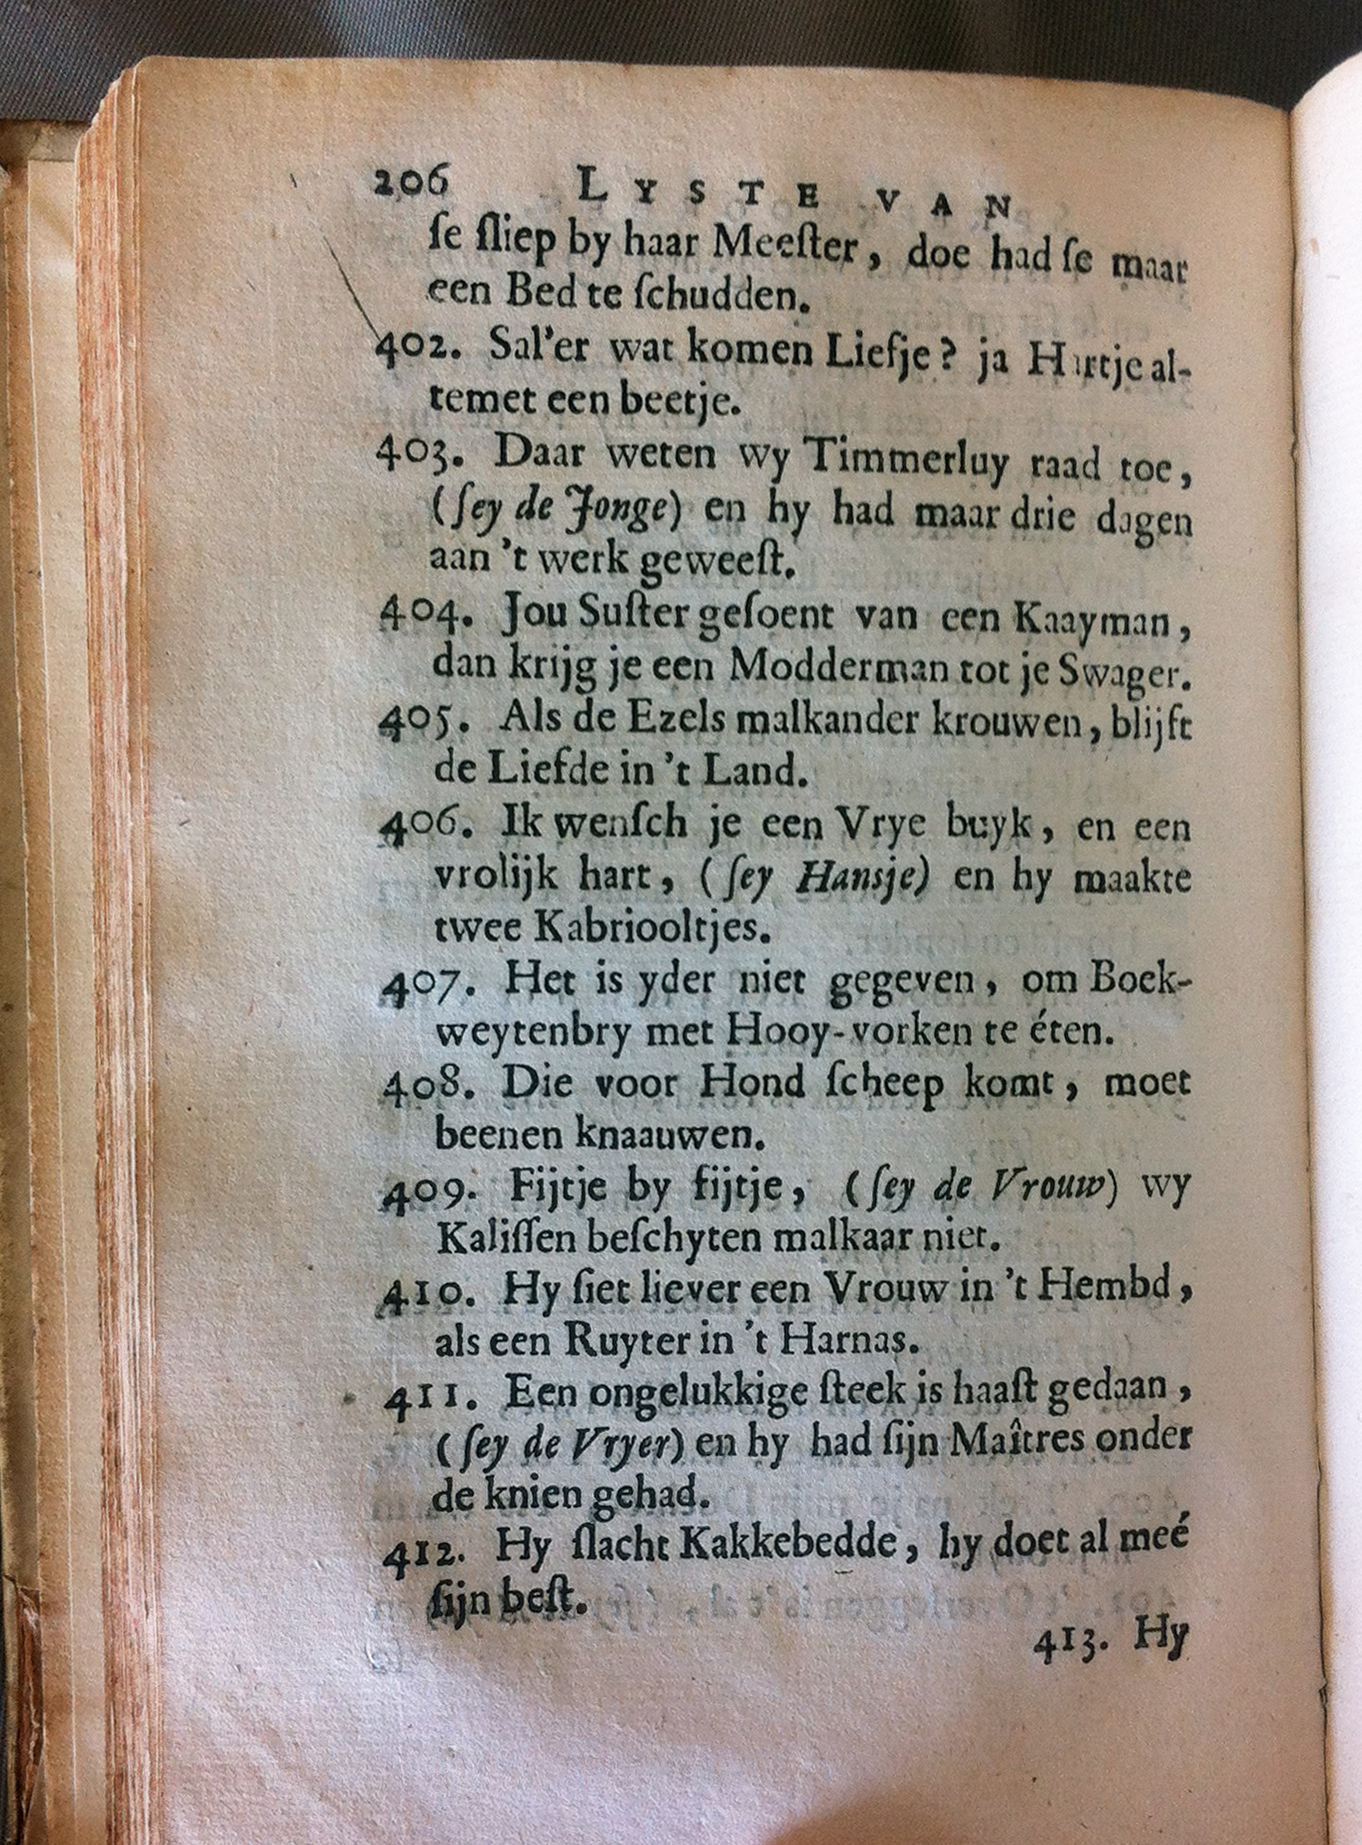 206 LYSTE VAN
ſe ſliep by haar Meeſter, doe had ſe maar
een Bed te ſchudden.
402. Sal'er wat komen Liefje? ja Hartje al-
temet een beetje.
403. Daar weten wy Timmerluy raad toe,
(ſey de Jonge) en hy had maar drie dagen
aan 't werk geweeſt.
404. Jou Suſter geſoent van een Kaayman,
dan krijg je een Modderman tot je Swager.
405. Als de Ezels malkander krouwen, blijft
de Liefde in 't Land.
406. Ik wenſch je een Vrye buyk, en een
vrolijk hart, (ſey Hansje) en hy maakte
twee Kabriooltjes.
407. Het is yder niet gegeven, om Boek-
weytenbry met Hooy-vorken te éten.
408. Die voor Hond ſcheep komt, moet
beenen knaauwen.
409. Fijtje by fijtje, (ſey de Vrouw) wy
Kaliſſen beſchyten malkaar niet.
410. Hy ſiet liever een Vrouw in 't Hembd,
als een Ruyter in 't Harnas.
411. Een ongelukkige ſteek is haaſt gedaan,
(ſey de Vryer) en hy had ſijn Maîtres onder
de knien gehad.
412. Hy ſlacht Kakkebedde, hy doet al meé
ſijn beſt.
413. Hy